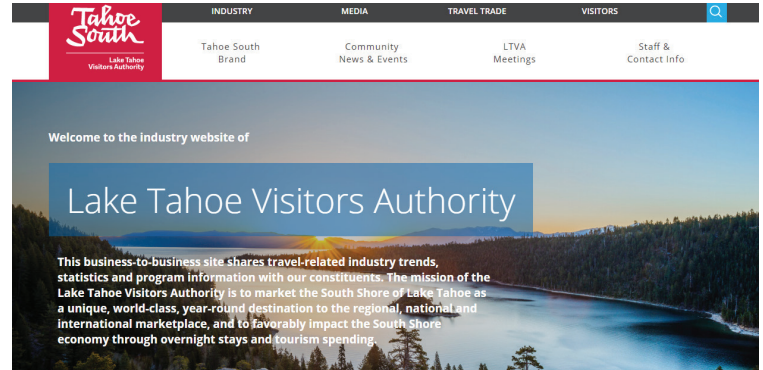 Tahoe
South
Lake Tahoe
Visitors Authority
INDUSTRY MEDIA TRAVEL TRADE VISITORS
Tahoe South
Brand
Community
News & Events
LTVA
Meetings
Staff &
Contact Info
Welcome to the industry website of
Lake Tahoe Visitors Authority
This business-to-business site shares travel-related industry trends,
statistics and program information with our constituents. The mission of the
Lake Tahoe Visitors Authority is to market the South Shore of Lake Tahoe as
a unique, world-class, year-round destination to the regional, national and
international marketplace, and to favorably impact the South Shore
economy through overnight stays and tourism spending.